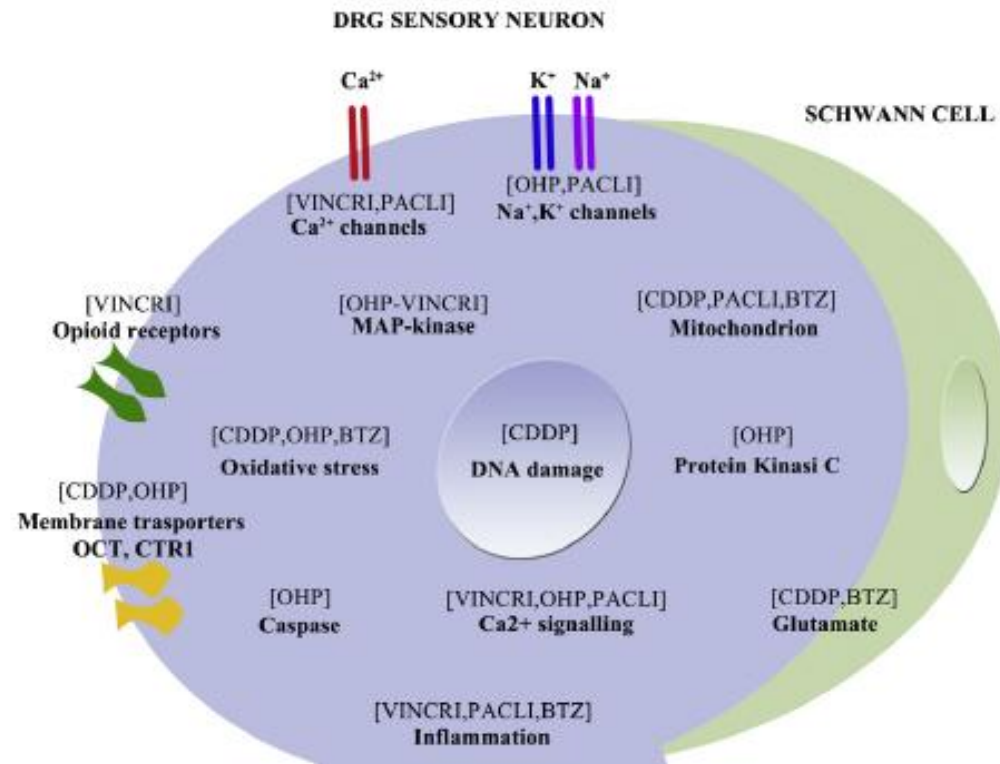 DRG SENSORY NEURON
Ca²⁺
K⁺ Na⁺
SCHWANN CELL
[VINCRI,PACLI]
Ca²⁺ channels
[OHP,PACLI]
Na⁺,K⁺ channels
[VINCRI]
Opioid receptors
[OHP-VINCRI]
MAP-kinase
[CDDP,PACLI,BTZ]
Mitochondrion
[CDDP,OHP,BTZ]
Oxidative stress
[CDDP]
DNA damage
[OHP]
Protein Kinasi C
[CDDP,OHP]
Membrane trasporters
OCT, CTR1
[OHP]
Caspase
[VINCRI,OHP,PACLI]
Ca2+ signalling
[CDDP,BTZ]
Glutamate
[VINCRI,PACLI,BTZ]
Inflammation